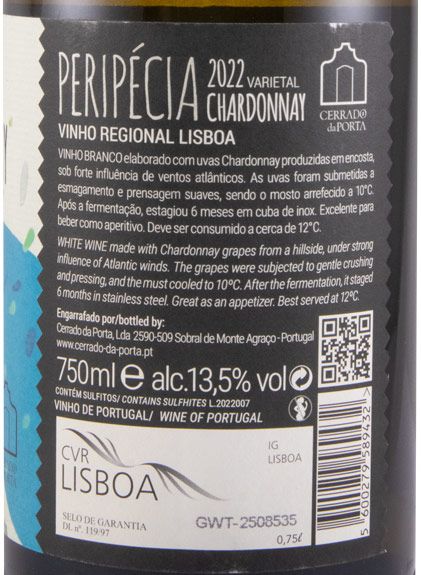 PERIPÉCIA 2022 VARIETAL CHARDONNAY
CERRADO
da PORTA
VINHO REGIONAL LISBOA
VINHO BRANCO elaborado com uvas Chardonnay produzidas em encosta,
sob forte influência de ventos atlânticos. As uvas foram submetidas a
esmagamento e prensagem suaves, sendo o mosto arrefecido a 10°C.
Após a fermentação, estagiou 6 meses em cuba de inox. Excelente para
beber como aperitivo. Deve ser consumido a cerca de 12°C.
WHITE WINE made with Chardonnay grapes from a hillside, under strong
influence of Atlantic winds. The grapes were subjected to gentle crushing
and pressing, and the must cooled to 10°C. After the fermentation, it staged
6 months in stainless steel. Great as an appetizer. Best served at 12°C.
Engarrafado por/bottled by:
Cerrado da Porta, Lda 2590-509 Sobral de Monte Agraço - Portugal
www.cerrado-da-porta.pt
750ml e alc.13,5% vol
CONTÉM SULFITOS/ CONTAINS SULPHITES L.2022007
VINHO DE PORTUGAL/ WINE OF PORTUGAL
CVR
LISBOA
IG
LISBOA
SELO DE GARANTIA
DL nº. 119/97
GWT-2508535
0,75ℓ
5 600279 589432
CERRADO
da PORTA